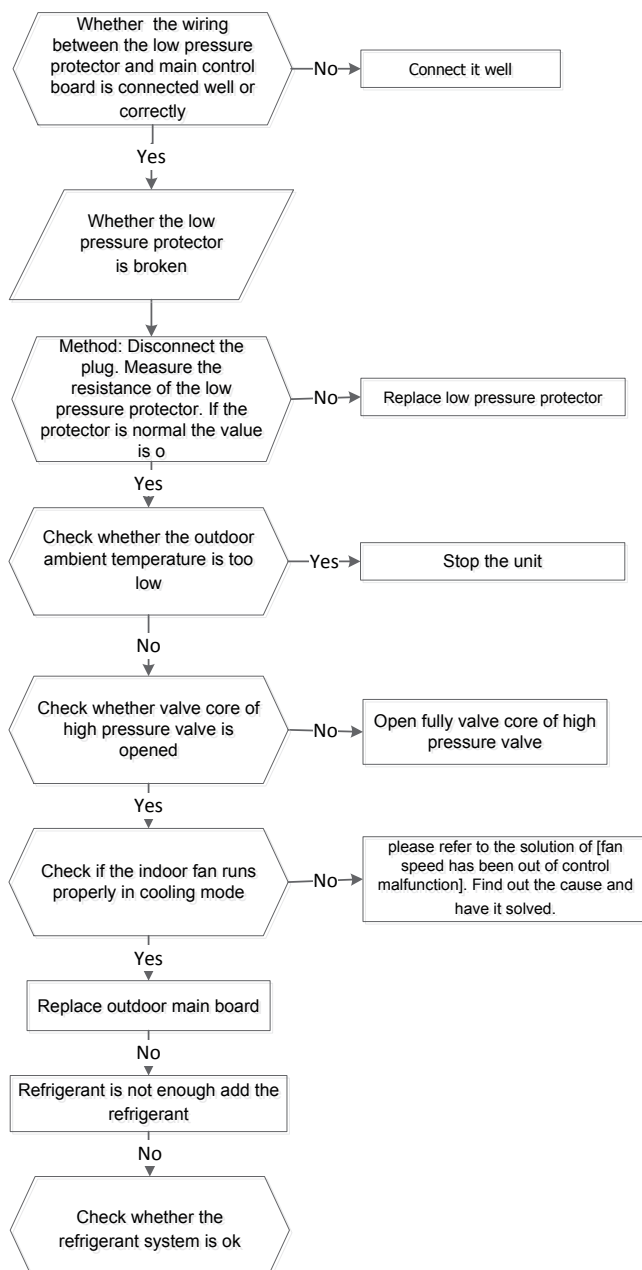 Whether the wiring
between the low pressure
protector and main control
board is connected well or
correctly
No
Connect it well
Yes
Whether the low
pressure protector
is broken
Method: Disconnect the
plug. Measure the
resistance of the low
pressure protector. If the
protector is normal the value
is o
No
Replace low pressure protector
Yes
Check whether the outdoor
ambient temperature is too
low
Yes
Stop the unit
No
Check whether valve core of
high pressure valve is
opened
No
Open fully valve core of high
pressure valve
Yes
Check if the indoor fan runs
properly in cooling mode
No
please refer to the solution of [fan
speed has been out of control
malfunction]. Find out the cause and
have it solved.
Yes
Replace outdoor main board
No
Refrigerant is not enough add the
refrigerant
No
Check whether the
refrigerant system is ok